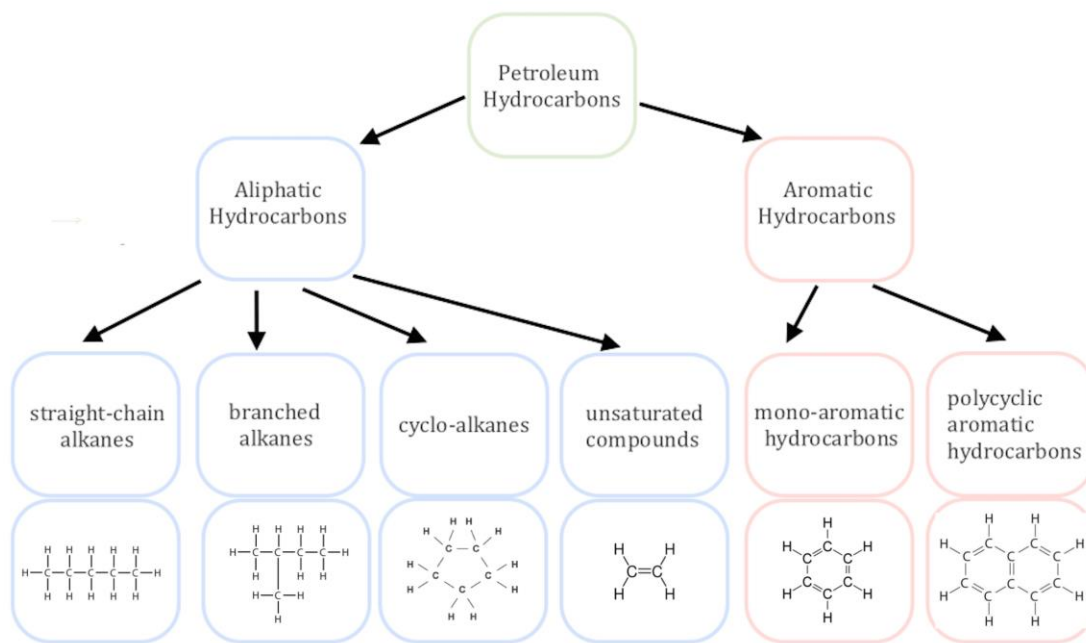 Petroleum
Hydrocarbons
Aliphatic
Hydrocarbons
Aromatic
Hydrocarbons
straight-chain
alkanes
branched
alkanes
cyclo-alkanes
unsaturated
compounds
mono-aromatic
hydrocarbons
polycyclic
aromatic
hydrocarbons
H H H H H
H-C-C-C-C-C-H
H H H H H
H H H H
H-C-C-C-C-H
H H H
H-C-H
H
H H
H C C H
H C C H
C
H H
H H
C=C
H H
H
H C H
C C
C C
H C H
H
H H
H C C H
C C C
C C C
H C C H
H H